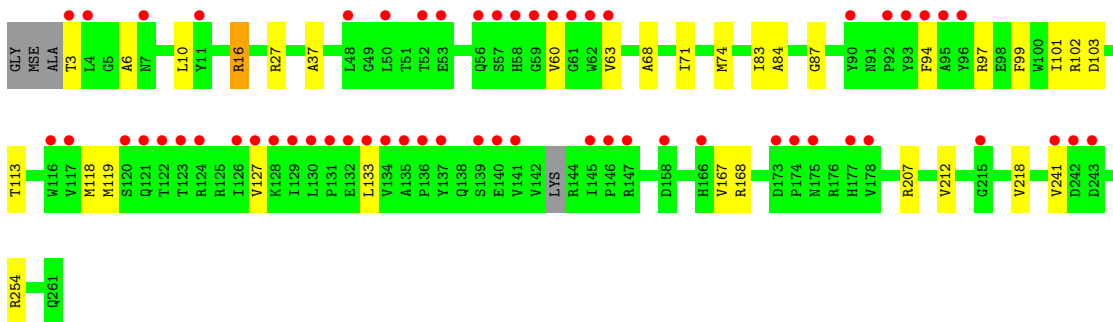 GLY MSE ALA T3 L4 G5 A6 N7 L10 Y11 R16 R27 A37 L48 G49 L50 T51 T52 E53 Q56 S57 H58 G59 V60 G61 W62 V63 A68 I71 M74 I83 A84 G87 Y90 N91 P92 Y93 F94 A95 Y96 R97 E98 F99 W100 I101 R102 D103
T113 W116 V117 M118 M119 S120 Q121 T122 T123 R124 R125 I126 V127 K128 I129 L130 P131 E132 L133 V134 A135 P136 Y137 Q138 S139 E140 V141 V142 LYS R144 I145 P146 R147 D158 H166 V167 R168 D173 P174 N175 R176 H177 V178 R207 V212 G215 V218 V241 D242 D243
R254 Q261